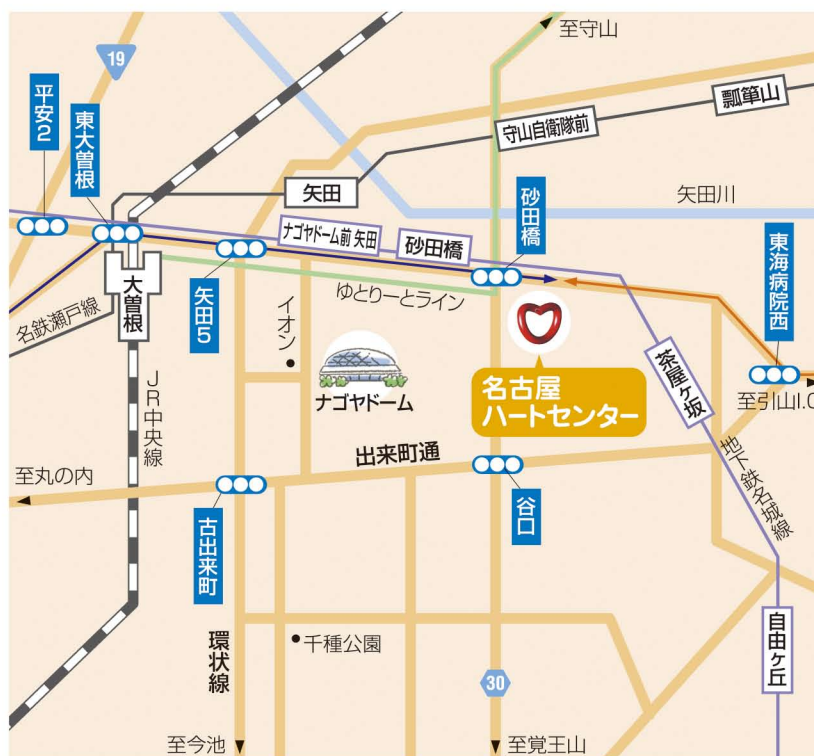 至守山
19
瓢箪山
平安2
東大曽根
守山自衛隊前
矢田
砂田橋
矢田川
ナゴヤドーム前 矢田
砂田橋
東海病院西
大曽根
矢田5
ゆとりーとライン
名鉄瀬戸線
イオン
茶屋ヶ坂
名古屋
ハートセンター
至引山I.C
ナゴヤドーム
JR中央線
地下鉄名城線
出来町通
至丸の内
谷口
古出来町
環状線
千種公園
自由ヶ丘
30
至今池
至覚王山